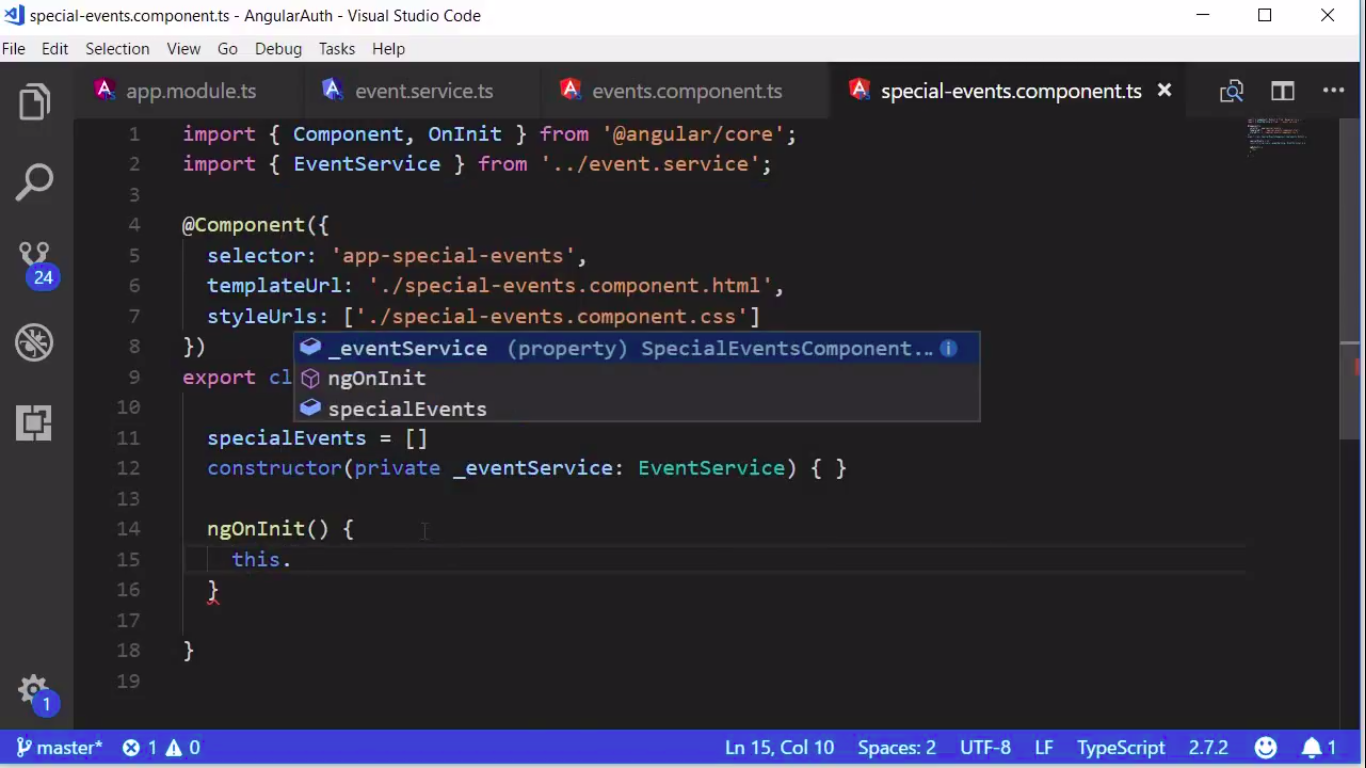 special-events.component.ts - AngularAuth - Visual Studio Code
File Edit Selection View Go Debug Tasks Help
app.module.ts event.service.ts events.component.ts special-events.component.ts
1 import { Component, OnInit } from '@angular/core';
2 import { EventService } from '../event.service';
3
4 @Component({
5 selector: 'app-special-events',
6 templateUrl: './special-events.component.html',
7 styleUrls: ['./special-events.component.css']
24
8 })
_eventService (property) SpecialEventsComponent...
9 export cl
ngOnInit
10
specialEvents
11 specialEvents = []
12 constructor(private _eventService: EventService) { }
13
14 ngOnInit() {
15 this.
16 }
17
18 }
19
1
master* 1 0 Ln 15, Col 10 Spaces: 2 UTF-8 LF TypeScript 2.7.2 1